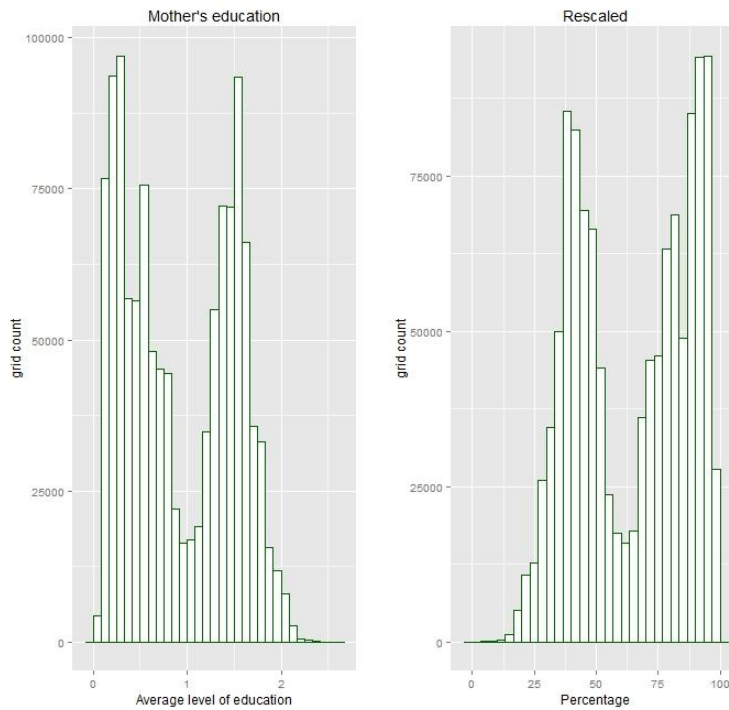 Mother's education
100000
75000
50000
25000
0
grid count
0
1
2
Average level of education
Rescaled
75000
50000
25000
0
grid count
0
25
50
75
100
Percentage